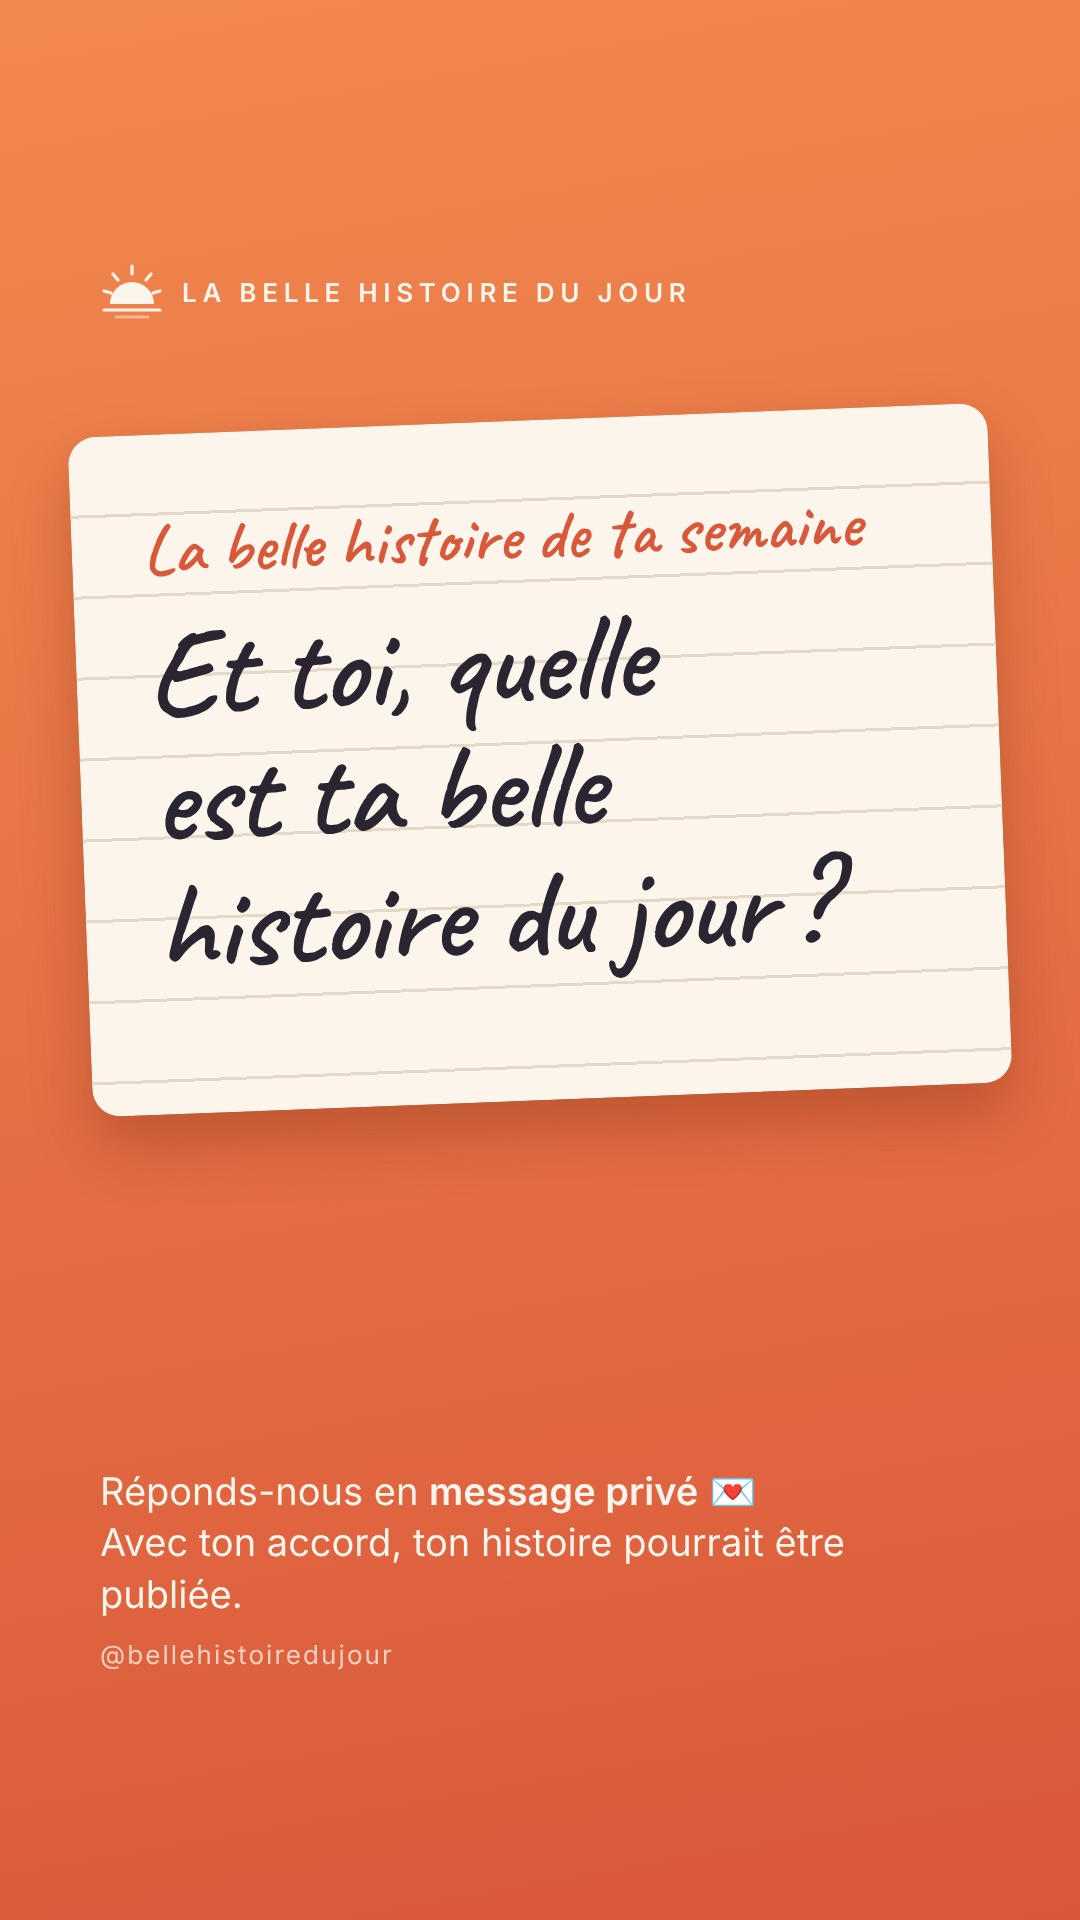 LA BELLE HISTOIRE DU JOUR
La belle histoire de ta semaine
Et toi, quelle
est ta belle
histoire du jour ?
Réponds-nous en message privé 💌
Avec ton accord, ton histoire pourrait être
publiée.
@bellehistoiredujour